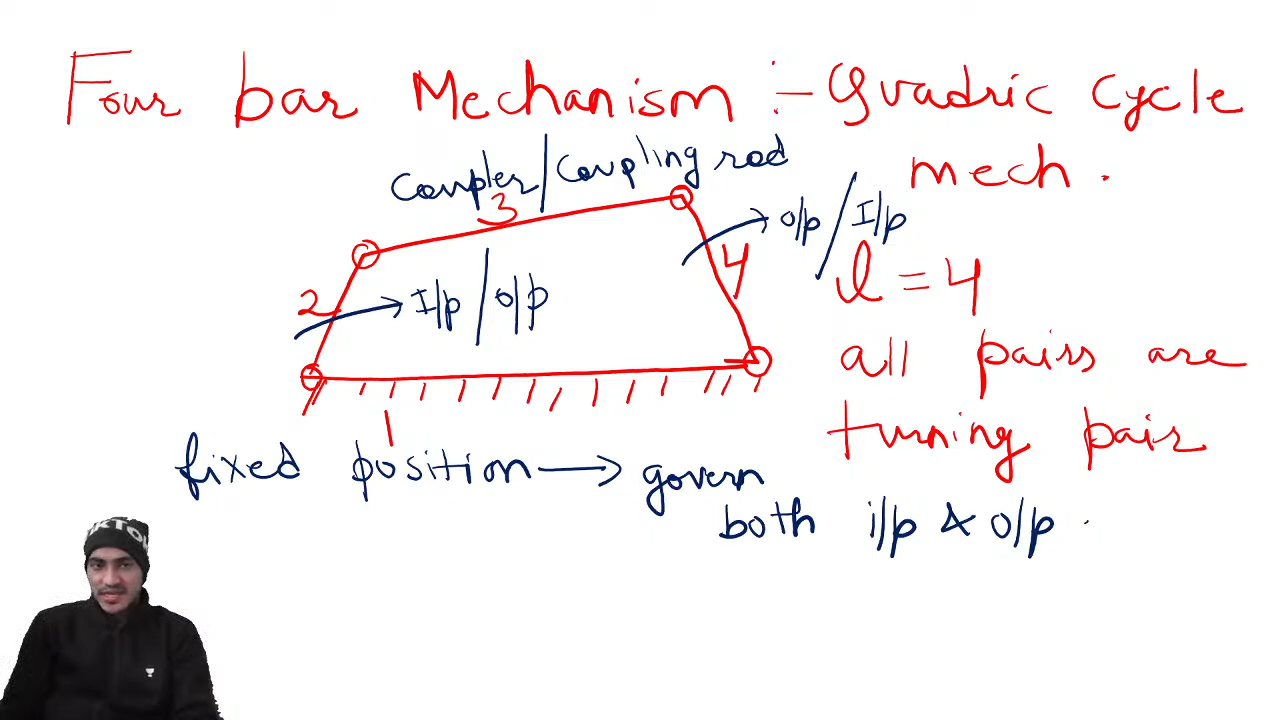 Four bar Mechanism :- Quadric cycle
mech.
coupler/coupling rod
3
O/p / I/p
2
I/p / O/p
4
l = 4
all pairs are
turning pair
1
fixed position → govern
both i/p & o/p.